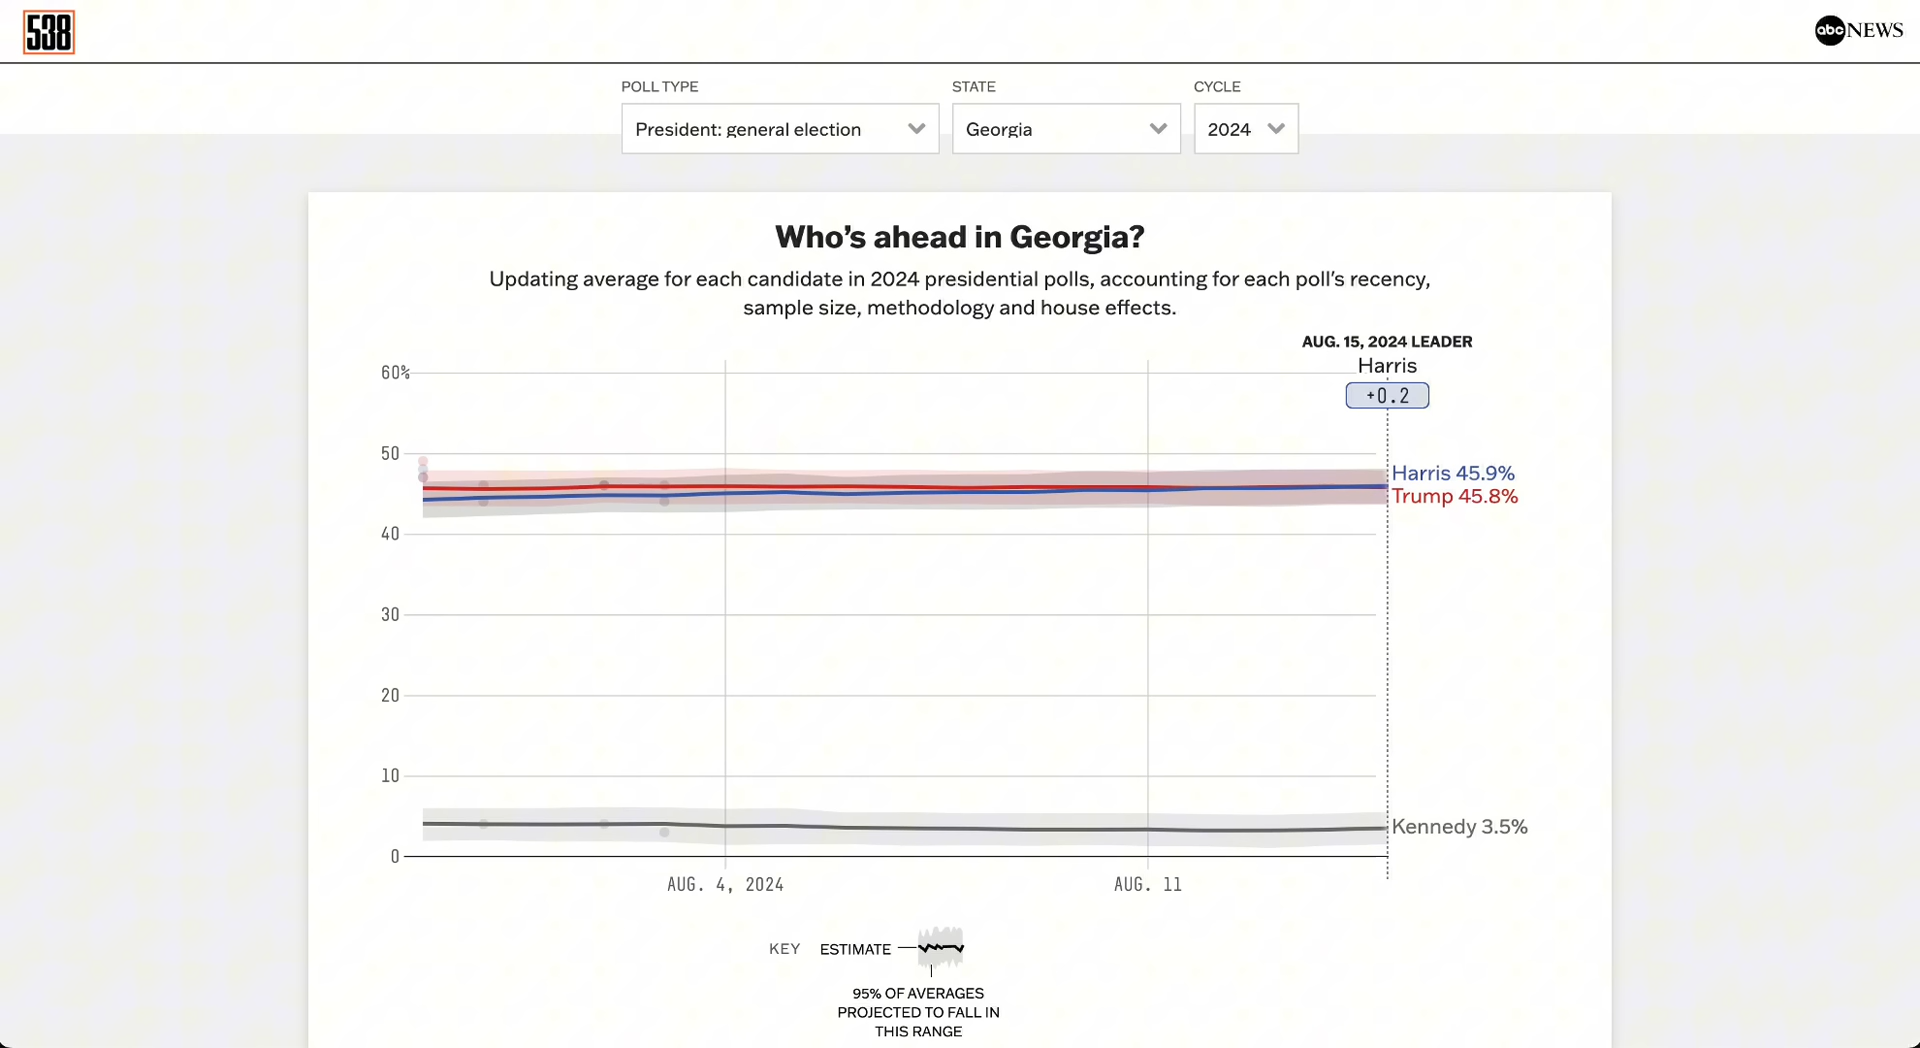 538
abc NEWS
POLL TYPE
STATE
CYCLE
President: general election
Georgia
2024
Who's ahead in Georgia?
Updating average for each candidate in 2024 presidential polls, accounting for each poll's recency,
sample size, methodology and house effects.
AUG. 15, 2024 LEADER
Harris
+0.2
60%
50
40
30
20
10
0
Harris 45.9%
Trump 45.8%
Kennedy 3.5%
AUG. 4, 2024
AUG. 11
KEY
ESTIMATE
95% OF AVERAGES
PROJECTED TO FALL IN
THIS RANGE